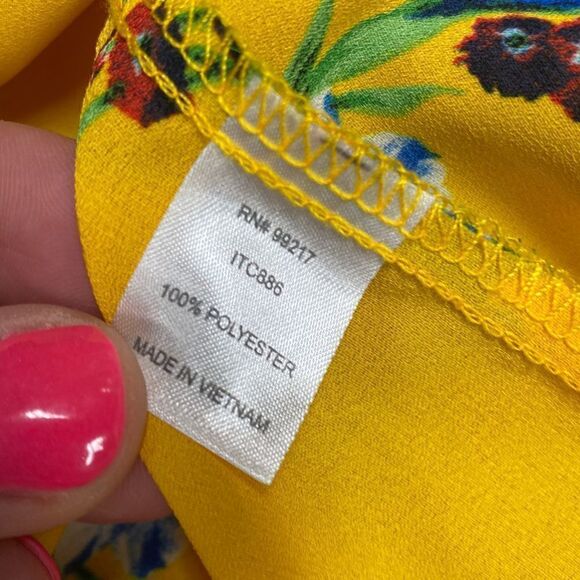 RN# 99217
ITC886
100% POLYESTER
MADE IN VIETNAM